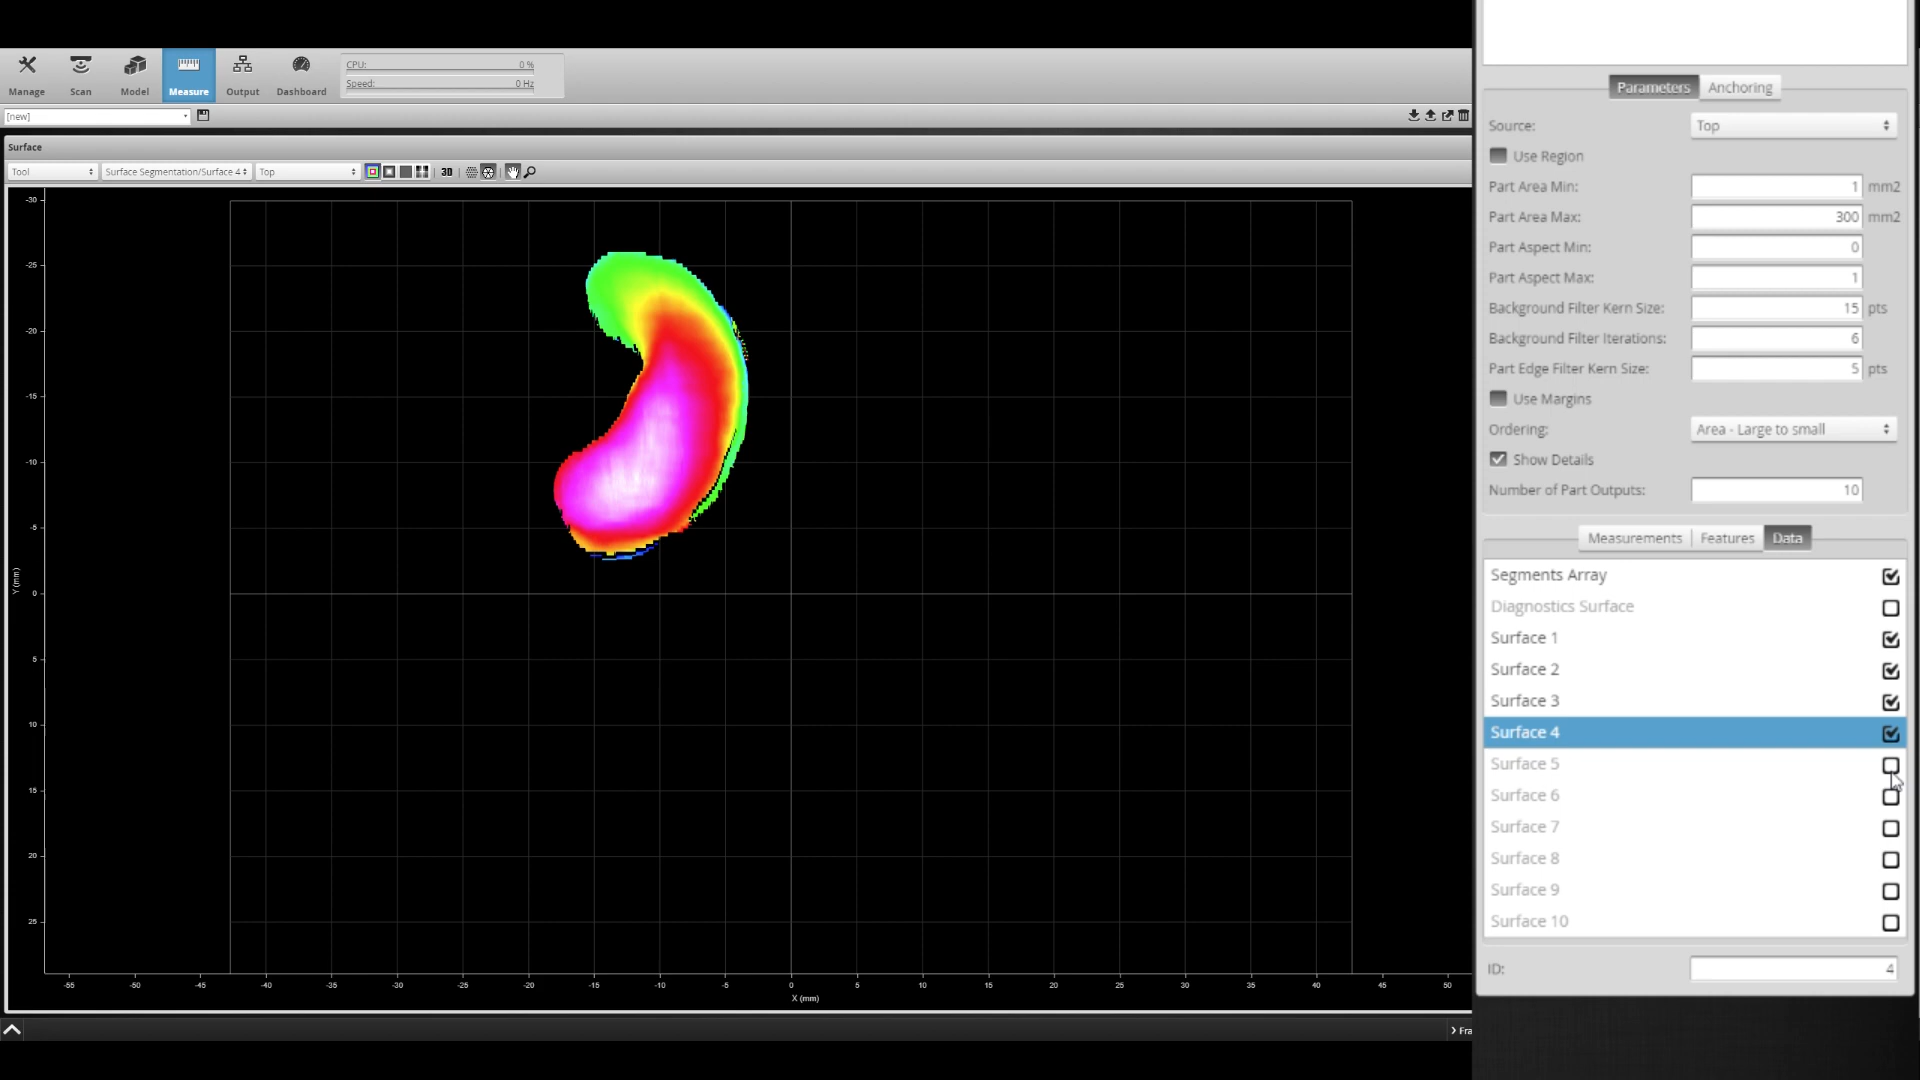 Manage
Scan
Model
Measure
Output
Dashboard
CPU: 0 %
Speed: 0 Hz
[new]
Surface
Tool
Surface Segmentation/Surface 4
Top
3D
-30
-25
-20
-15
-10
-5
0
5
10
15
20
25
Y (mm)
-55 -50 -45 -40 -35 -30 -25 -20 -15 -10 -5 0 5 10 15 20 25 30 35 40 45 50
X (mm)
Fra
Parameters Anchoring
Source: Top
Use Region
Part Area Min: 1 mm2
Part Area Max: 300 mm2
Part Aspect Min: 0
Part Aspect Max: 1
Background Filter Kern Size: 15 pts
Background Filter Iterations: 6
Part Edge Filter Kern Size: 5 pts
Use Margins
Ordering: Area - Large to small
Show Details
Number of Part Outputs: 10
Measurements Features Data
Segments Array
Diagnostics Surface
Surface 1
Surface 2
Surface 3
Surface 4
Surface 5
Surface 6
Surface 7
Surface 8
Surface 9
Surface 10
ID: 4